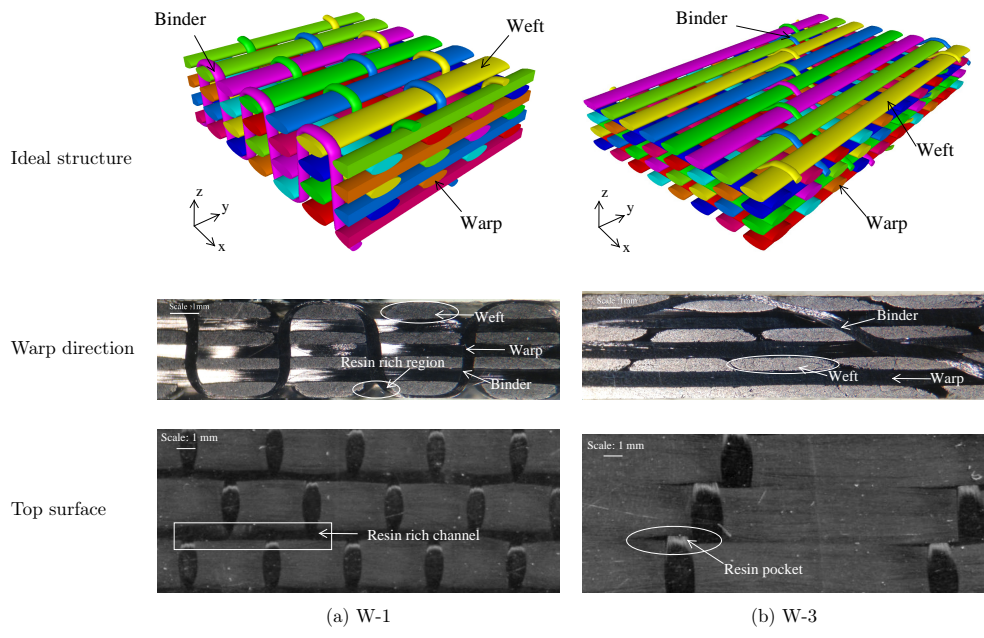 Binder
Weft
Warp
z
y
x
Binder
Weft
Warp
z
y
x
Ideal structure
Scale :1mm
Weft
Warp
Resin rich region
Binder
Scale :1mm
Binder
Weft
Warp
Warp direction
Scale: 1 mm
Resin rich channel
Scale: 1 mm
Resin pocket
Top surface
(a) W-1
(b) W-3